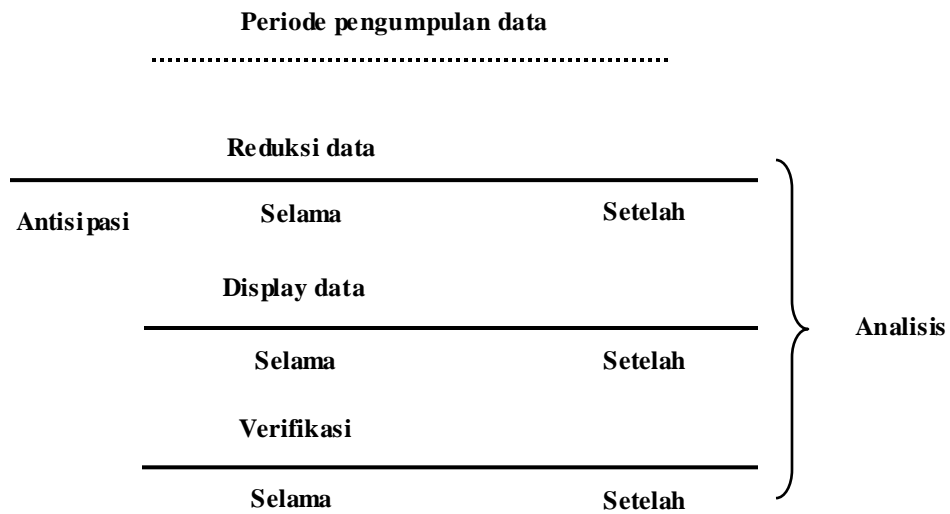 Periode pengumpulan data
Reduksi data
Antisipasi Selama Setelah
Display data
Selama Setelah
Analisis
Verifikasi
Selama Setelah